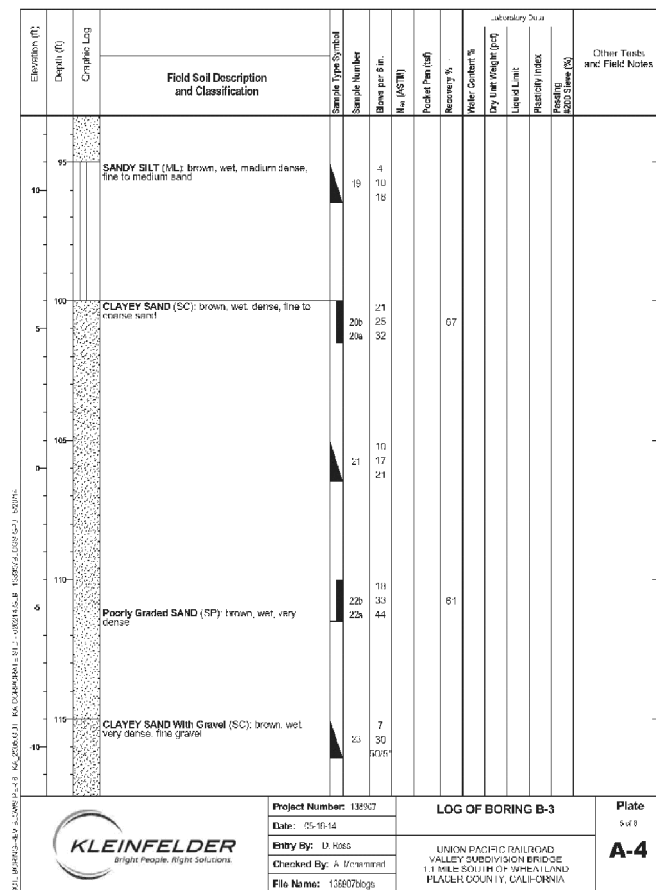 Laboratory Data
Elevation (ft)
Depth (ft)
Graphic Log
Field Soil Description
and Classification
Sample Type Symbol
Sample Number
Blows per 6 in.
(ASTM)
Pocket Pen (tsf)
Recovery %
Water Content %
Dry Unit Weight (pcf)
Liquid Limit
Plasticity Index
Passing
#200 Sieve (%)
Other Tests
and Field Notes
95
SANDY SILT (ML): brown, wet, medium dense,
fine to medium sand
4
10
19
10
18
100
CLAYEY SAND (SC): brown, wet, dense, fine to
coarse sand
21
5
20b
25
67
20a
32
105
10
0
21
17
21
110
18
-5
22b
33
61
Poorly Graded SAND (SP): brown, wet, very
dense
22a
44
115
CLAYEY SAND With Gravel (SC): brown, wet,
very dense, fine gravel
7
-10
23
30
50/5"
KLEINFELDER
Bright People. Right Solutions.
Project Number: 138907
Date:
Entry By: D. Ross
Checked By: A. Mohammed
File Name: 138907blogs
LOG OF BORING B-3
UNION PACIFIC RAILROAD
VALLEY SUBDIVISION BRIDGE
1.1 MILE SOUTH OF WHEATLAND
PLACER COUNTY, CALIFORNIA
Plate
5 of 8
A-4